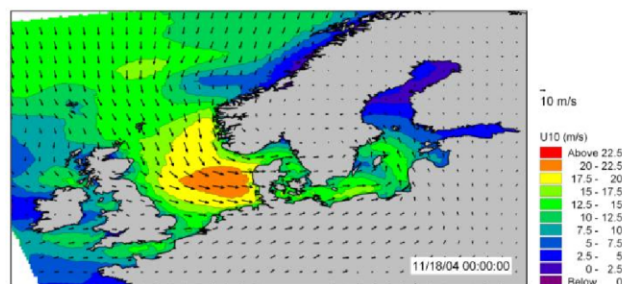 10 m/s
U10 (m/s)
Above 22.5
20 - 22.5
17.5 - 20
15 - 17.5
12.5 - 15
10 - 12.5
7.5 - 10
5 - 7.5
2.5 - 5
0 - 2.5
Below 0
11/18/04 00:00:00